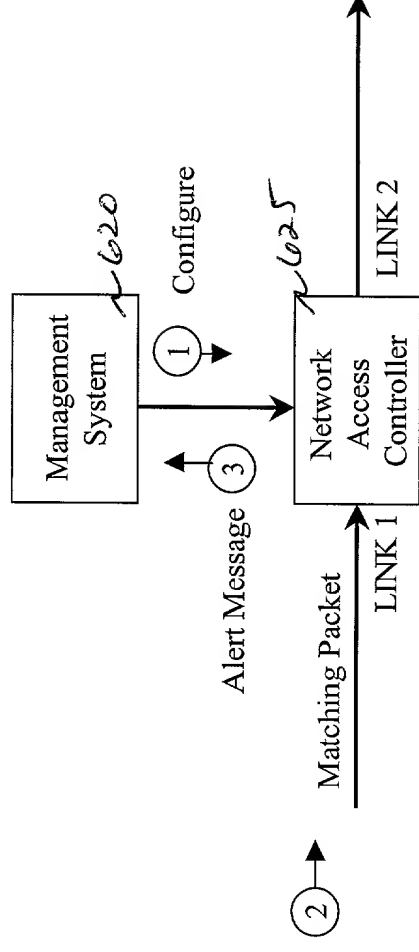 Management
System
620
1
Configure
3
Alert Message
Network
Access
Controller
625
2
Matching Packet
LINK 1
LINK 2